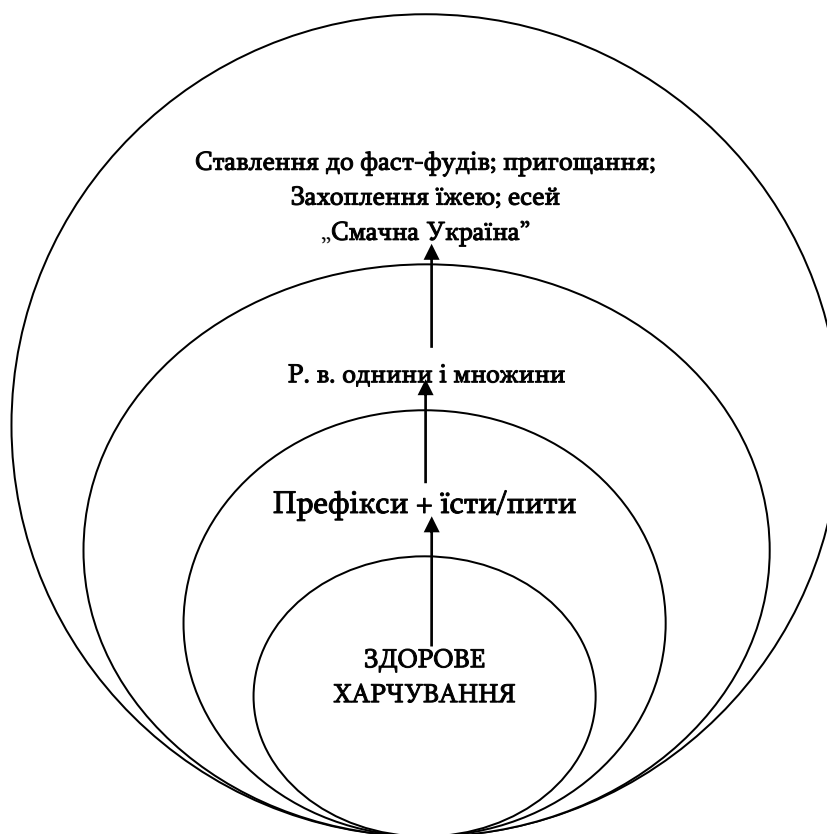 Ставлення до фаст-фудів; пригощання;
Захоплення їжею; есей
„Смачна Україна”
Р. в. однини і множини
Префікси + їсти/пити
ЗДОРОВЕ
ХАРЧУВАННЯ